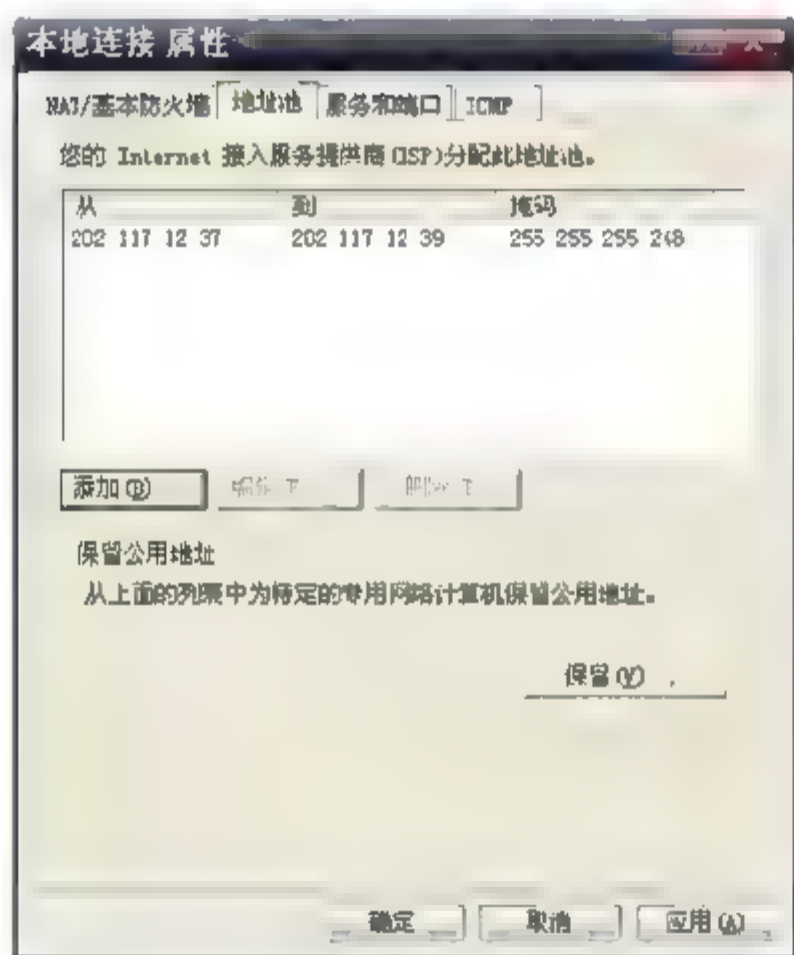 本地连接 属性
NAT/基本防火墙 地址池 服务和端口 ICMP
您的 Internet 接入服务提供商(ISP)分配此地址池。
从 到 掩码
202 117 12 37 202 117 12 39 255 255 255 248
添加(D) 编辑 删除
保留公用地址
从上面的列表中为特定的专用网络计算机保留公用地址。
保留(V)
确定 取消 应用(A)